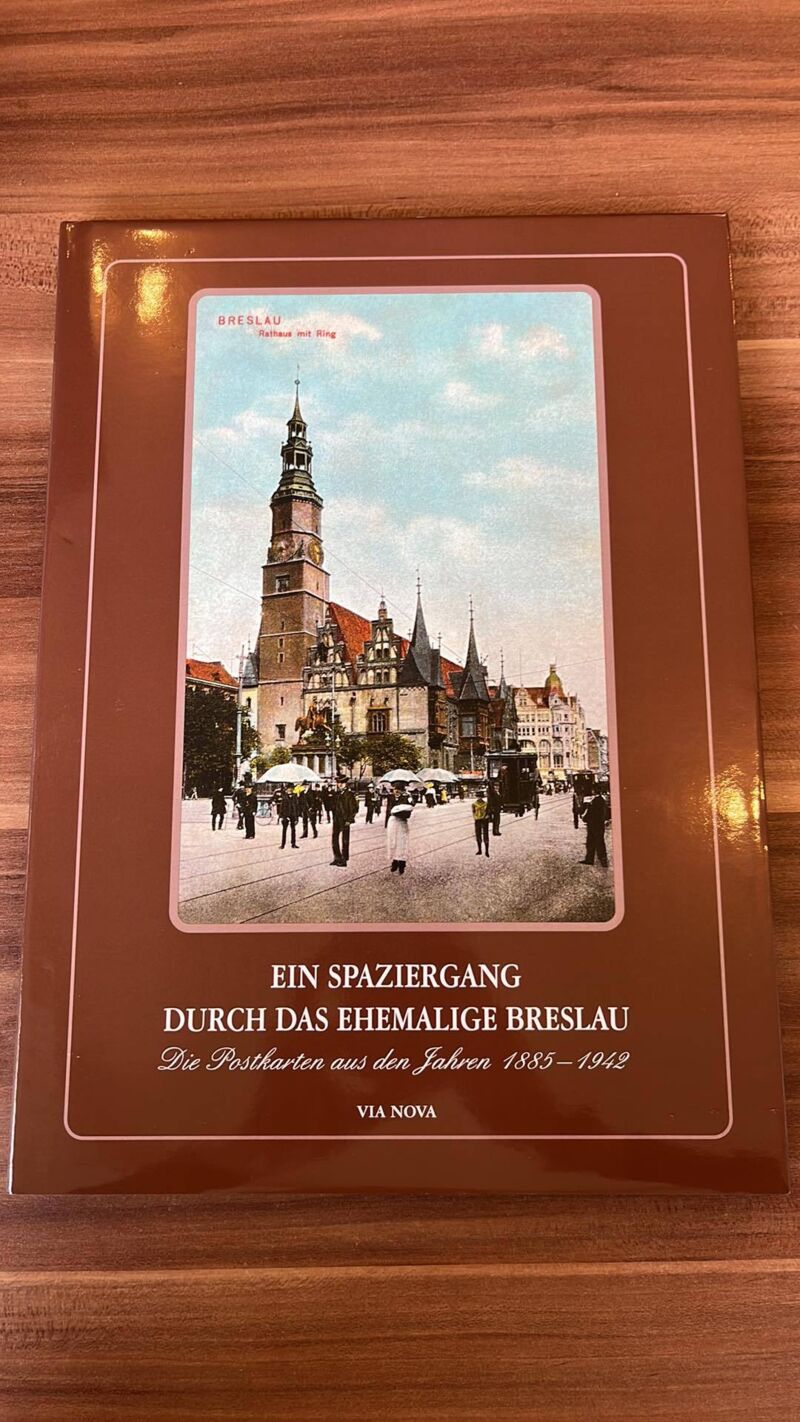 BRESLAU
Rathaus mit Ring
EIN SPAZIERGANG
DURCH DAS EHEMALIGE BRESLAU
Die Postkarten aus den Jahren 1885–1942
VIA NOVA